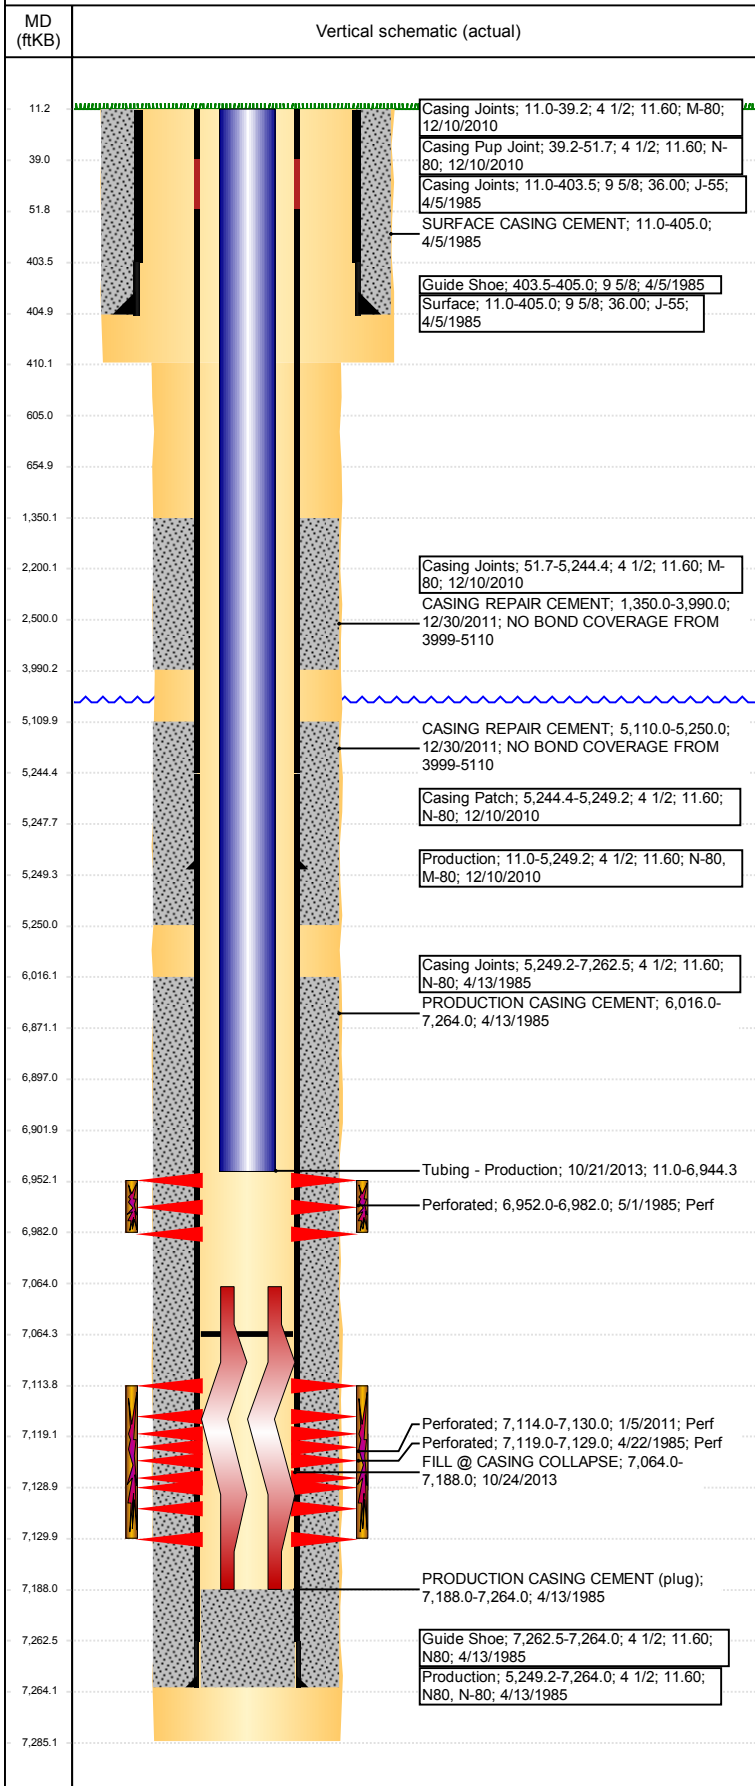 MD
(ftKB)
Vertical schematic (actual)
11.2
39.0
51.8
403.5
404.9
410.1
605.0
654.9
1,350.1
2,200.1
2,500.0
3,990.2
5,109.9
5,244.4
5,247.7
5,249.3
5,250.0
6,016.1
6,871.1
6,897.0
6,901.9
6,952.1
6,982.0
7,064.0
7,064.3
7,113.8
7,119.1
7,128.9
7,129.9
7,188.0
7,262.5
7,264.1
7,285.1
Casing Joints; 11.0-39.2; 4 1/2; 11.60; M-80;
12/10/2010
Casing Pup Joint; 39.2-51.7; 4 1/2; 11.60; N-
80; 12/10/2010
Casing Joints; 11.0-403.5; 9 5/8; 36.00; J-55;
4/5/1985
SURFACE CASING CEMENT; 11.0-405.0;
4/5/1985
Guide Shoe; 403.5-405.0; 9 5/8; 4/5/1985
Surface; 11.0-405.0; 9 5/8; 36.00; J-55;
4/5/1985
Casing Joints; 51.7-5,244.4; 4 1/2; 11.60; M-
80; 12/10/2010
CASING REPAIR CEMENT; 1,350.0-3,990.0;
12/30/2011; NO BOND COVERAGE FROM
3999-5110
CASING REPAIR CEMENT; 5,110.0-5,250.0;
12/30/2011; NO BOND COVERAGE FROM
3999-5110
Casing Patch; 5,244.4-5,249.2; 4 1/2; 11.60;
N-80; 12/10/2010
Production; 11.0-5,249.2; 4 1/2; 11.60; N-80,
M-80; 12/10/2010
Casing Joints; 5,249.2-7,262.5; 4 1/2; 11.60;
N-80; 4/13/1985
PRODUCTION CASING CEMENT; 6,016.0-
7,264.0; 4/13/1985
Tubing - Production; 10/21/2013; 11.0-6,944.3
Perforated; 6,952.0-6,982.0; 5/1/1985; Perf
Perforated; 7,114.0-7,130.0; 1/5/2011; Perf
Perforated; 7,119.0-7,129.0; 4/22/1985; Perf
FILL @ CASING COLLAPSE; 7,064.0-
7,188.0; 10/24/2013
PRODUCTION CASING CEMENT (plug);
7,188.0-7,264.0; 4/13/1985
Guide Shoe; 7,262.5-7,264.0; 4 1/2; 11.60;
N80; 4/13/1985
Production; 5,249.2-7,264.0; 4 1/2; 11.60;
N80, N-80; 4/13/1985